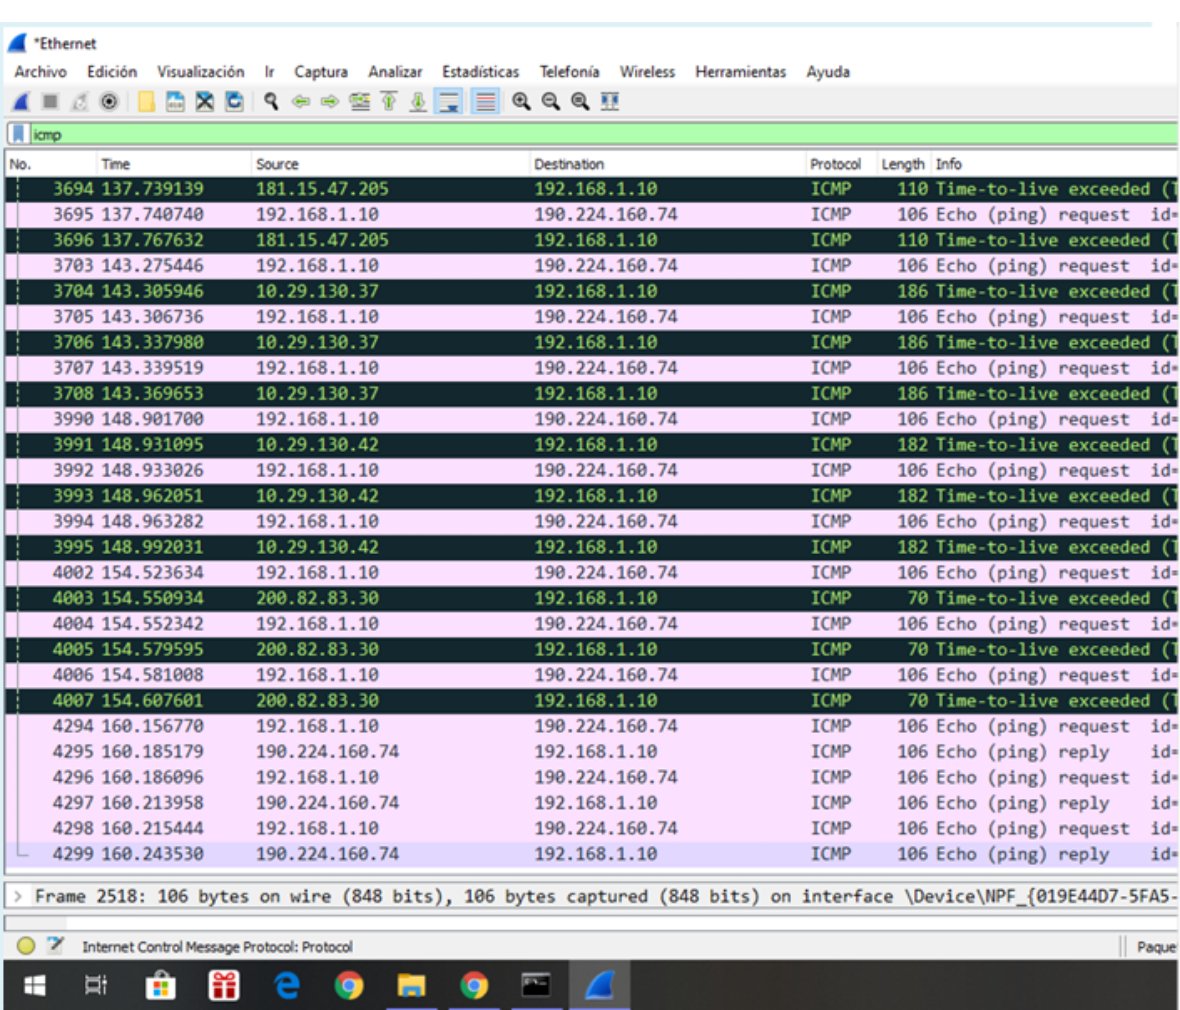 *Ethernet
Archivo Edición Visualización Ir Captura Analizar Estadísticas Telefonía Wireless Herramientas Ayuda
icmp
No. Time Source Destination Protocol Length Info
3694 137.739139 181.15.47.205 192.168.1.10 ICMP 110 Time-to-live exceeded (T
3695 137.740740 192.168.1.10 190.224.160.74 ICMP 106 Echo (ping) request id=
3696 137.767632 181.15.47.205 192.168.1.10 ICMP 110 Time-to-live exceeded (T
3703 143.275446 192.168.1.10 190.224.160.74 ICMP 106 Echo (ping) request id=
3704 143.305946 10.29.130.37 192.168.1.10 ICMP 186 Time-to-live exceeded (T
3705 143.306736 192.168.1.10 190.224.160.74 ICMP 106 Echo (ping) request id=
3706 143.337980 10.29.130.37 192.168.1.10 ICMP 186 Time-to-live exceeded (T
3707 143.339519 192.168.1.10 190.224.160.74 ICMP 106 Echo (ping) request id=
3708 143.369653 10.29.130.37 192.168.1.10 ICMP 186 Time-to-live exceeded (T
3990 148.901700 192.168.1.10 190.224.160.74 ICMP 106 Echo (ping) request id=
3991 148.931095 10.29.130.42 192.168.1.10 ICMP 182 Time-to-live exceeded (T
3992 148.933026 192.168.1.10 190.224.160.74 ICMP 106 Echo (ping) request id=
3993 148.962051 10.29.130.42 192.168.1.10 ICMP 182 Time-to-live exceeded (T
3994 148.963282 192.168.1.10 190.224.160.74 ICMP 106 Echo (ping) request id=
3995 148.992031 10.29.130.42 192.168.1.10 ICMP 182 Time-to-live exceeded (T
4002 154.523634 192.168.1.10 190.224.160.74 ICMP 106 Echo (ping) request id=
4003 154.550934 200.82.83.30 192.168.1.10 ICMP 70 Time-to-live exceeded (T
4004 154.552342 192.168.1.10 190.224.160.74 ICMP 106 Echo (ping) request id=
4005 154.579595 200.82.83.30 192.168.1.10 ICMP 70 Time-to-live exceeded (T
4006 154.581008 192.168.1.10 190.224.160.74 ICMP 106 Echo (ping) request id=
4007 154.607601 200.82.83.30 192.168.1.10 ICMP 70 Time-to-live exceeded (T
4294 160.156770 192.168.1.10 190.224.160.74 ICMP 106 Echo (ping) request id=
4295 160.185179 190.224.160.74 192.168.1.10 ICMP 106 Echo (ping) reply id=
4296 160.186096 192.168.1.10 190.224.160.74 ICMP 106 Echo (ping) request id=
4297 160.213958 190.224.160.74 192.168.1.10 ICMP 106 Echo (ping) reply id=
4298 160.215444 192.168.1.10 190.224.160.74 ICMP 106 Echo (ping) request id=
4299 160.243530 190.224.160.74 192.168.1.10 ICMP 106 Echo (ping) reply id=
> Frame 2518: 106 bytes on wire (848 bits), 106 bytes captured (848 bits) on interface \Device\NPF_{019E44D7-5FA5-
Internet Control Message Protocol: Protocol Paque